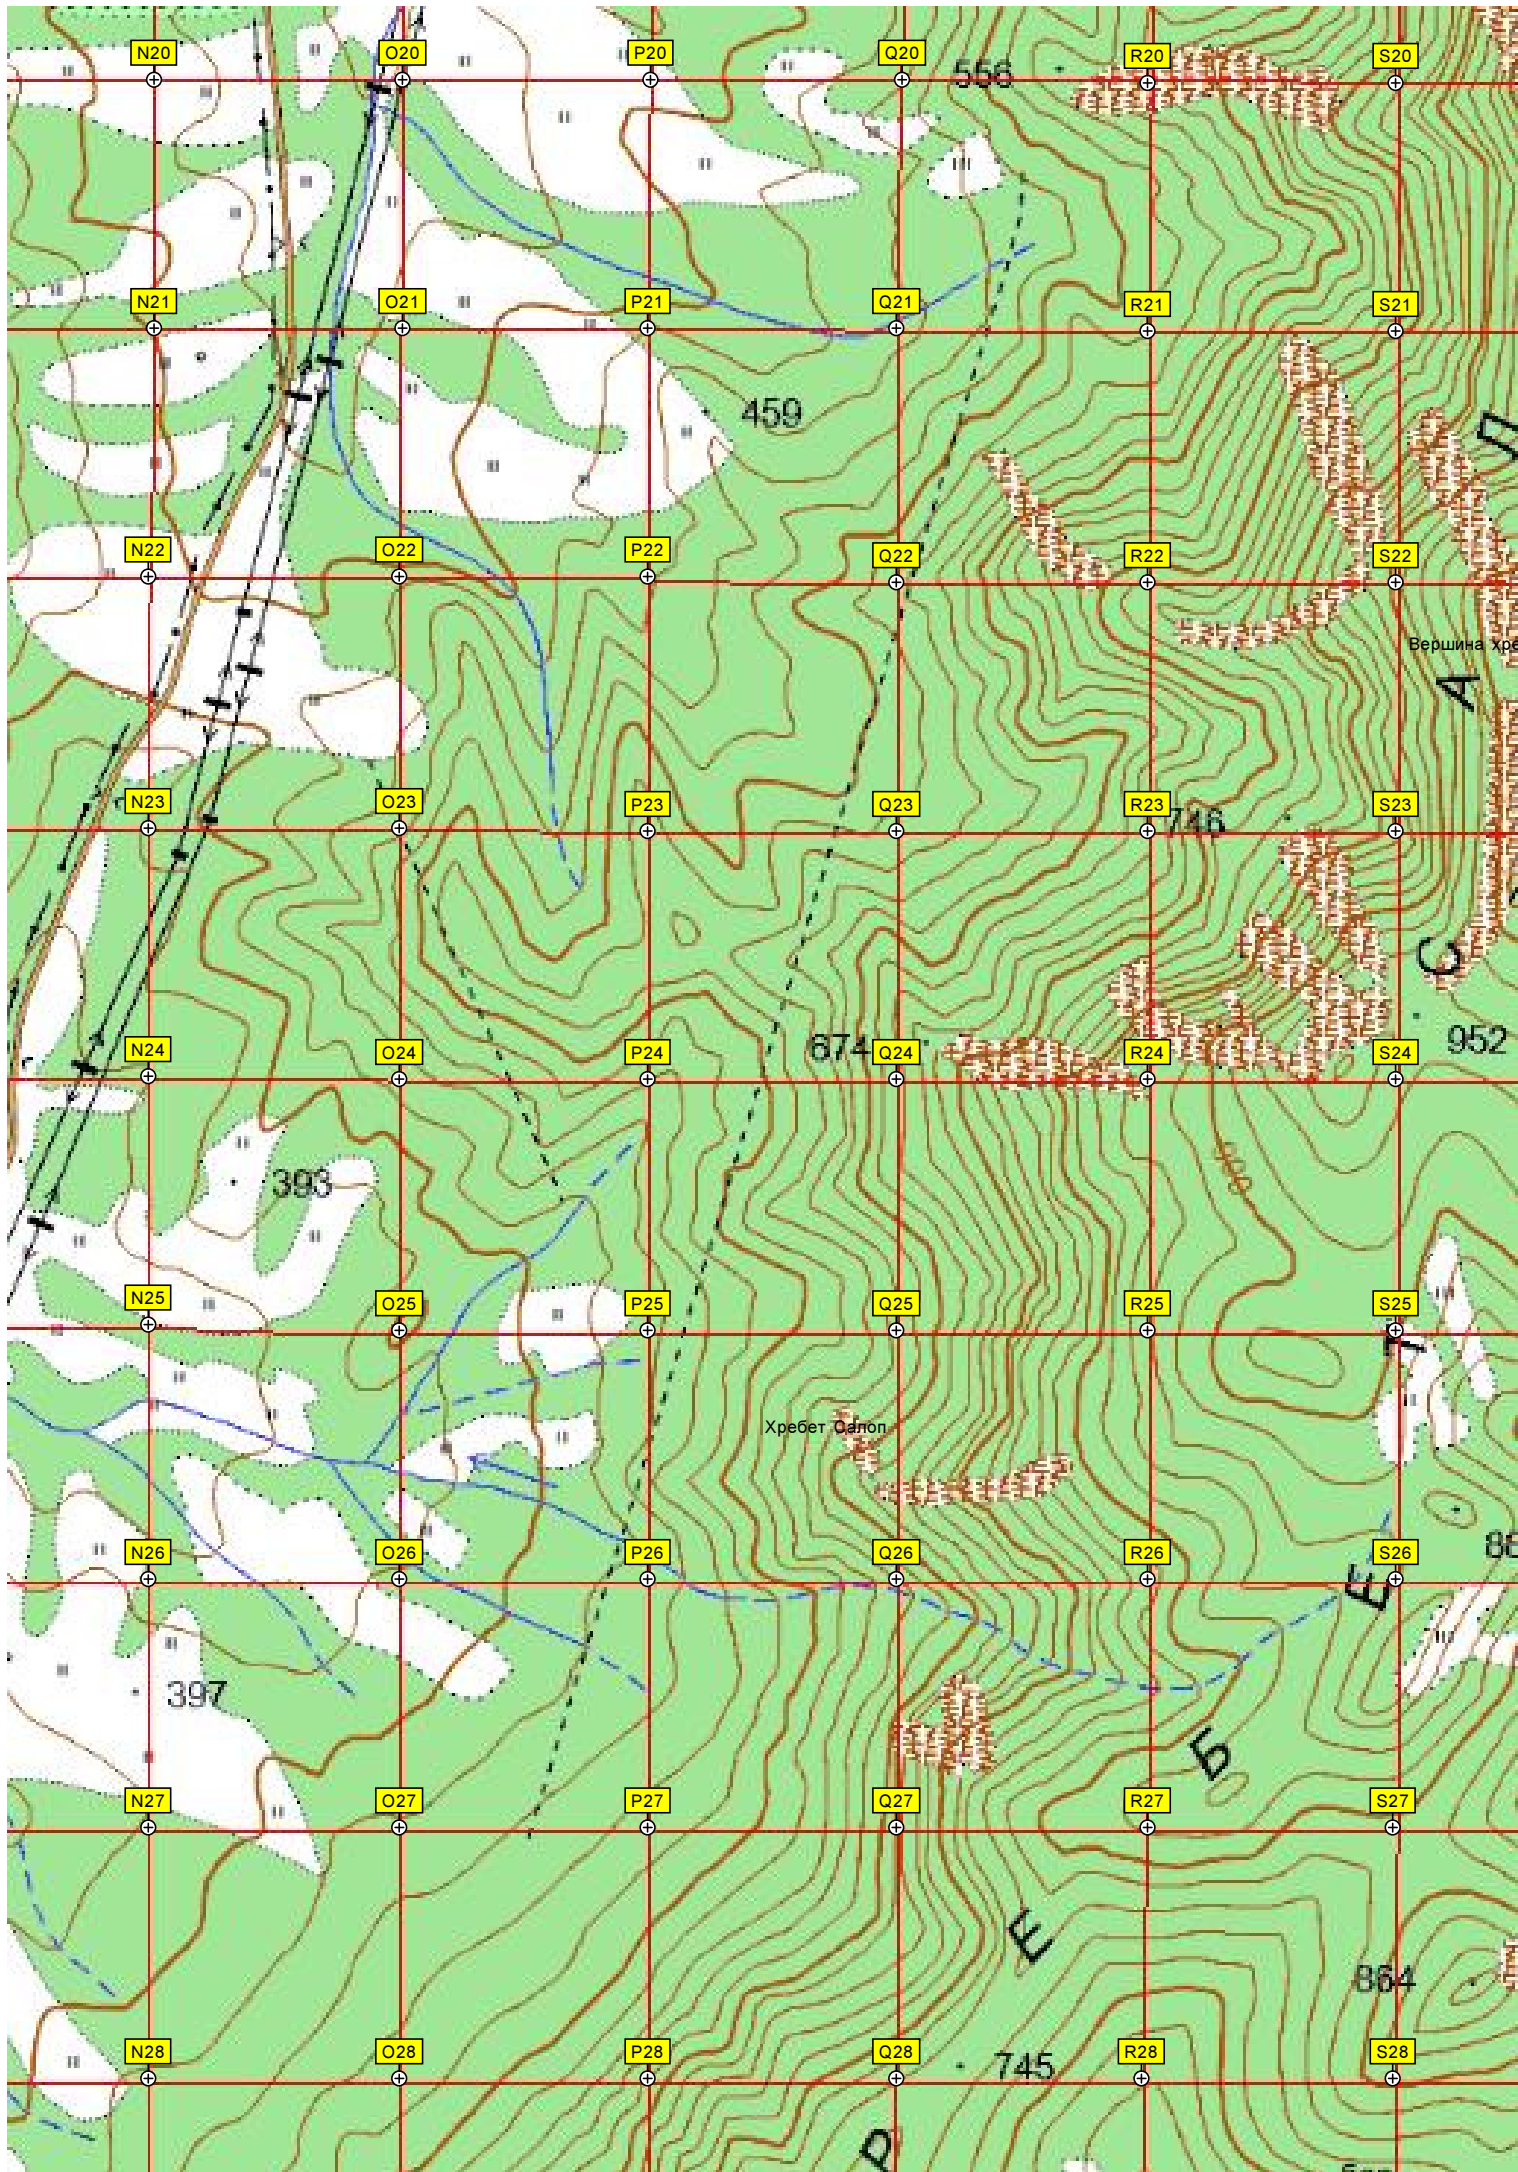 N20 O20 P20 Q20 R20 S20
556
N21 O21 P21 Q21 R21 S21
459
Л
N22 O22 P22 Q22 R22 S22
Вершина хре
А
N23 O23 P23 Q23 R23 S23
746
С
952
674
N24 O24 P24 Q24 R24 S24
900
393
N25 O25 P25 Q25 R25 S25
Т
Хребет Салоп
N26 O26 P26 Q26 R26 S26
Е
397
Б
N27 O27 P27 Q27 R27 S27
Е
864
N28 O28 P28 Q28 R28 S28
745
Р